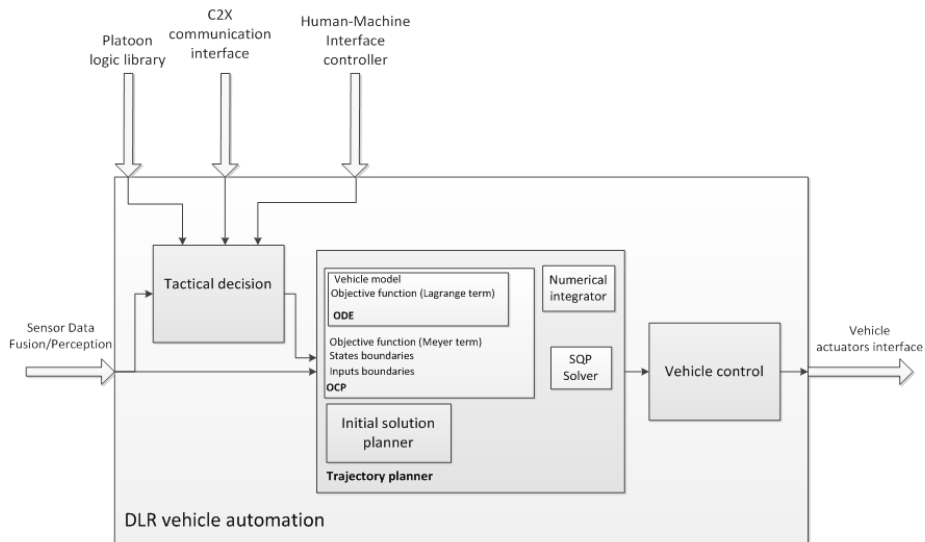 Platoon
logic library
C2X
communication
interface
Human-Machine
Interface
controller
Tactical decision
Sensor Data
Fusion/Perception
Vehicle model
Objective function (Lagrange term)
ODE
Objective function (Meyer term)
States boundaries
Inputs boundaries
OCP
Numerical
integrator
SQP
Solver
Initial solution
planner
Trajectory planner
Vehicle control
Vehicle
actuators interface
DLR vehicle automation